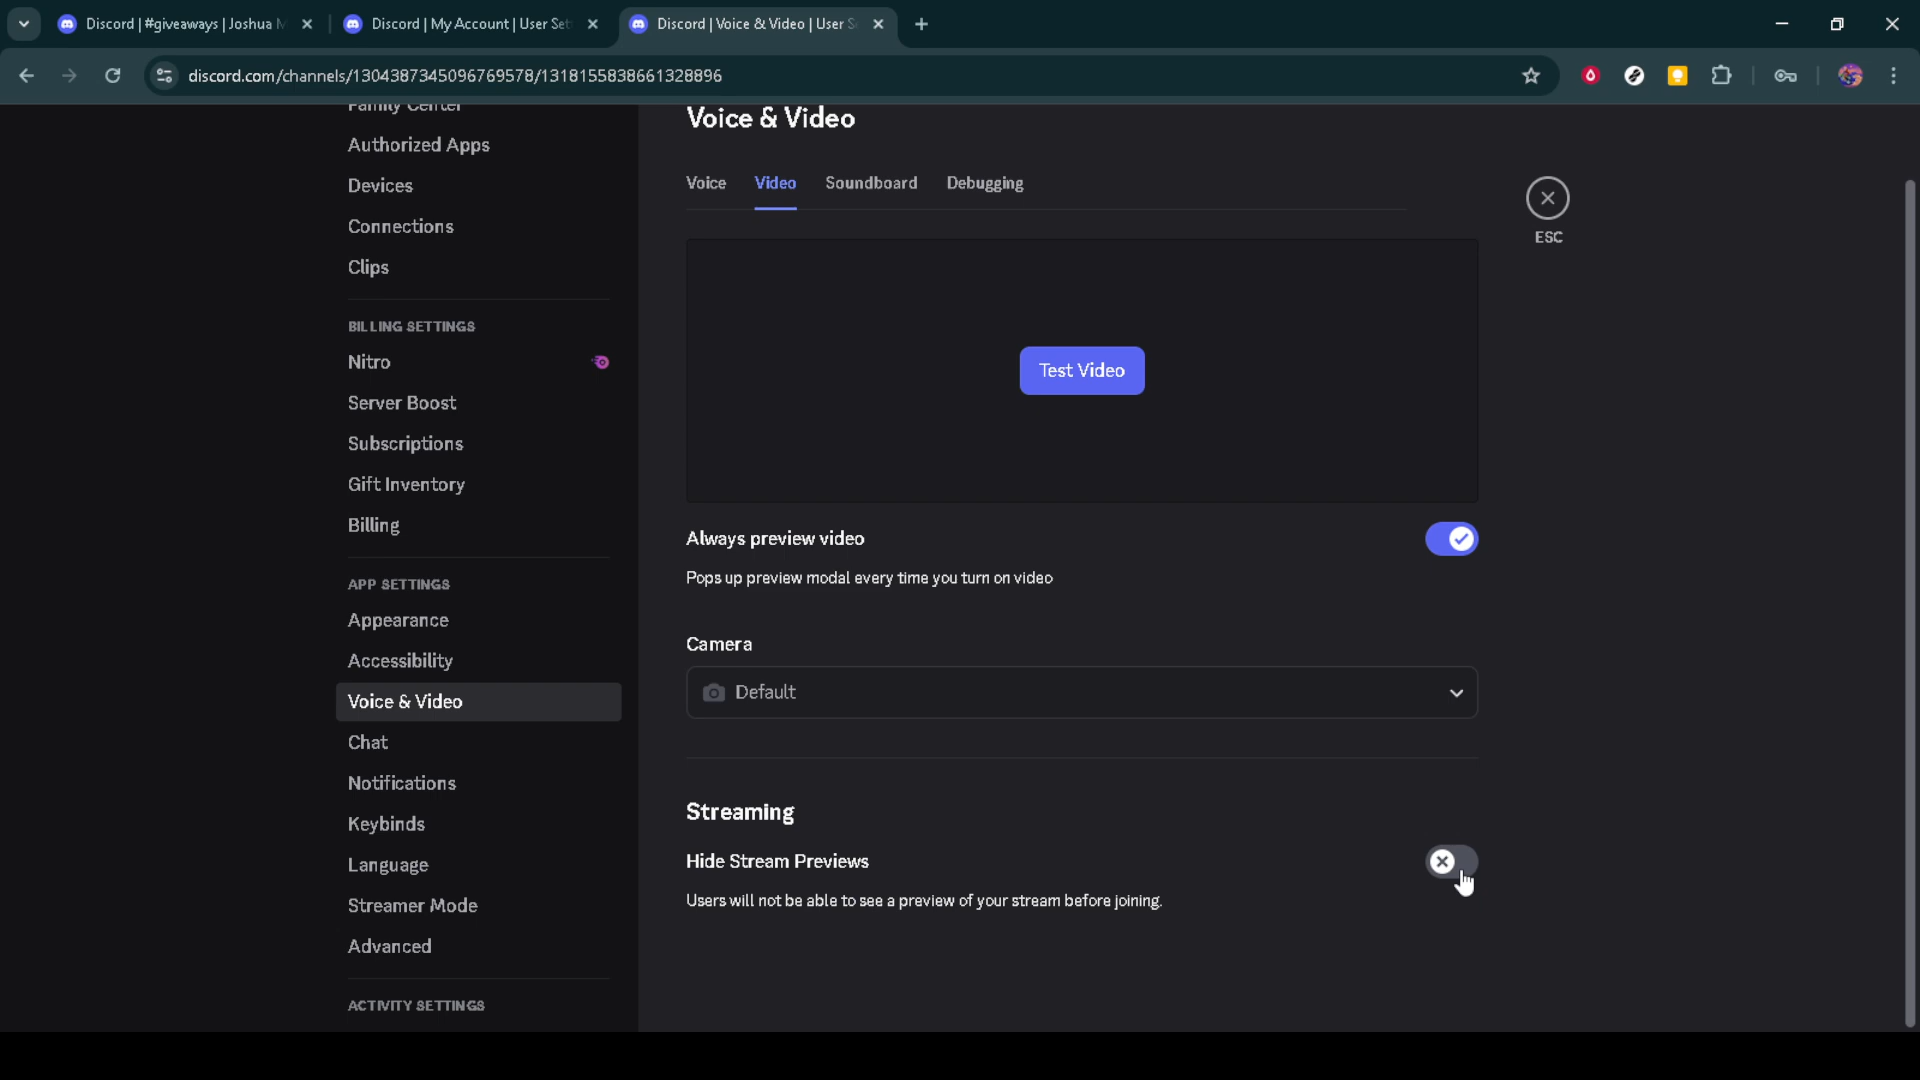 Discord | #giveaways | Joshua M
Discord | My Account | User Set
Discord | Voice & Video | User S
discord.com/channels/1304387345096769578/1318155838661328896
Family Center
Authorized Apps
Devices
Connections
Clips
BILLING SETTINGS
Nitro
Server Boost
Subscriptions
Gift Inventory
Billing
APP SETTINGS
Appearance
Accessibility
Voice & Video
Chat
Notifications
Keybinds
Language
Streamer Mode
Advanced
ACTIVITY SETTINGS
Voice & Video
Voice Video Soundboard Debugging
ESC
Test Video
Always preview video
Pops up preview modal every time you turn on video
Camera
Default
Streaming
Hide Stream Previews
Users will not be able to see a preview of your stream before joining.